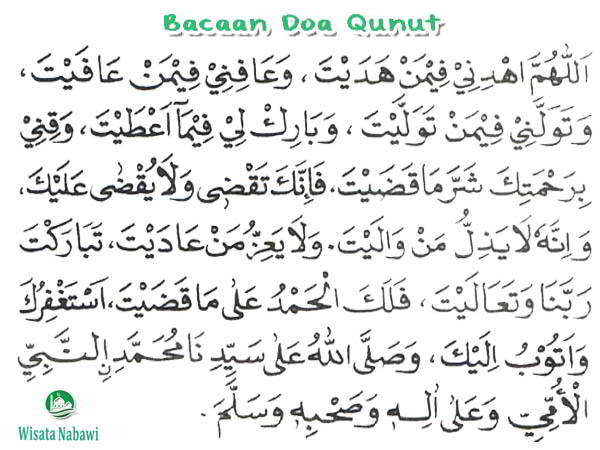 Bacaan Doa Qunut
اَللّٰهُمَّ اهْدِنِيْ فِيْمَنْ هَدَيْتَ ، وَعَافِنِيْ فِيْمَنْ عَافَيْتَ ،
وَتَوَلَّنِيْ فِيْمَنْ تَوَلَّيْتَ ، وَبَارِكْ لِيْ فِيْمَآ اَعْطَيْتَ ، وَقِنِيْ
بِرَحْمَتِكَ شَرَّ مَا قَضَيْتَ ، فَاِنَّكَ تَقْضِى وَلَا يُقْضٰى عَلَيْكَ ،
وَاِنَّهٗ لَا يَذِلُّ مَنْ وَالَيْتَ . وَلَا يَعِزُّ مَنْ عَادَيْتَ ، تَبَارَكْتَ
رَبَّنَا وَتَعَالَيْتَ ، فَلَكَ الْحَمْدُ عَلٰى مَا قَضَيْتَ ، اَسْتَغْفِرُكَ
وَاَتُوْبُ اِلَيْكَ ، وَصَلَّى اللهُ عَلٰى سَيِّدِنَا مُحَمَّدِ ڹِالنَّبِيِّ
الْاُمِّيِّ وَعَلٰى اٰلِهٖ وَصَحْبِهٖ وَسَلَّمَ .
Wisata Nabawi